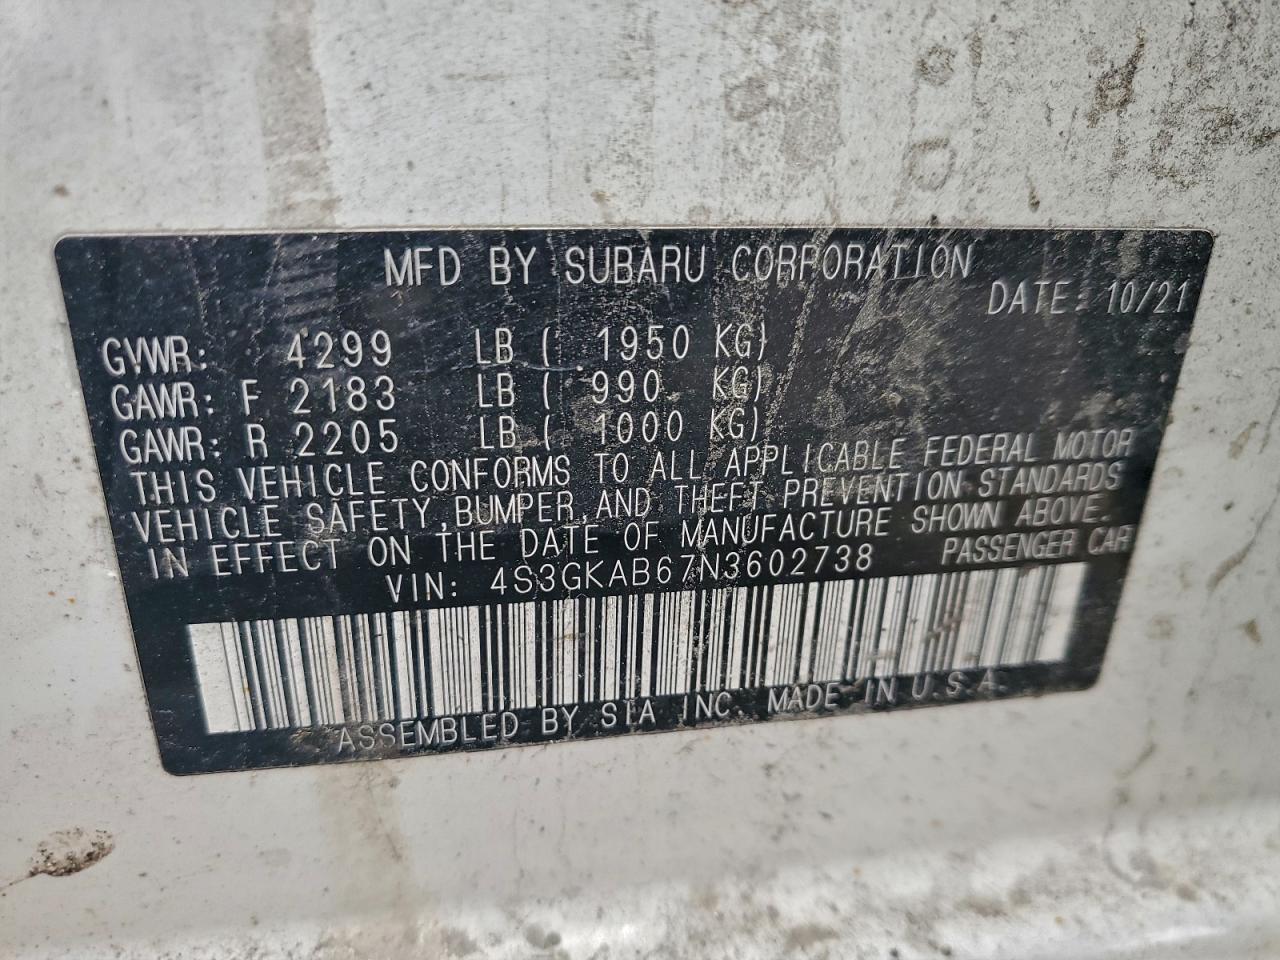 MFD BY SUBARU CORPORATION
DATE: 10/21
GVWR: 4299 LB ( 1950 KG)
GAWR: F 2183 LB ( 990 KG)
GAWR: R 2205 LB ( 1000 KG)
THIS VEHICLE CONFORMS TO ALL APPLICABLE FEDERAL MOTOR
VEHICLE SAFETY, BUMPER, AND THEFT PREVENTION STANDARDS
IN EFFECT ON THE DATE OF MANUFACTURE SHOWN ABOVE.
VIN: 4S3GKAB67N3602738 PASSENGER CAR
ASSEMBLED BY SIA INC. MADE IN U.S.A.